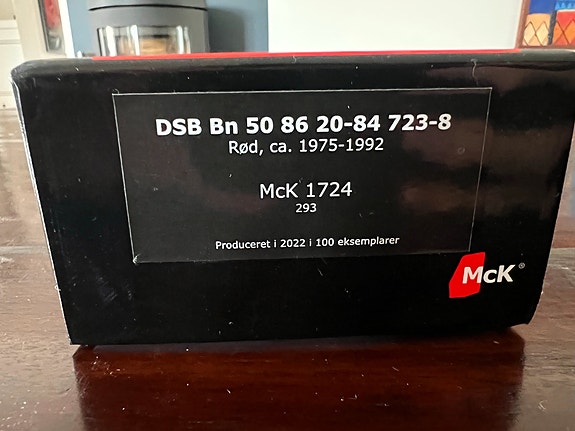 DSB Bn 50 86 20-84 723-8
Rød, ca. 1975-1992
McK 1724
293
Produceret i 2022 i 100 eksemplarer
McK®